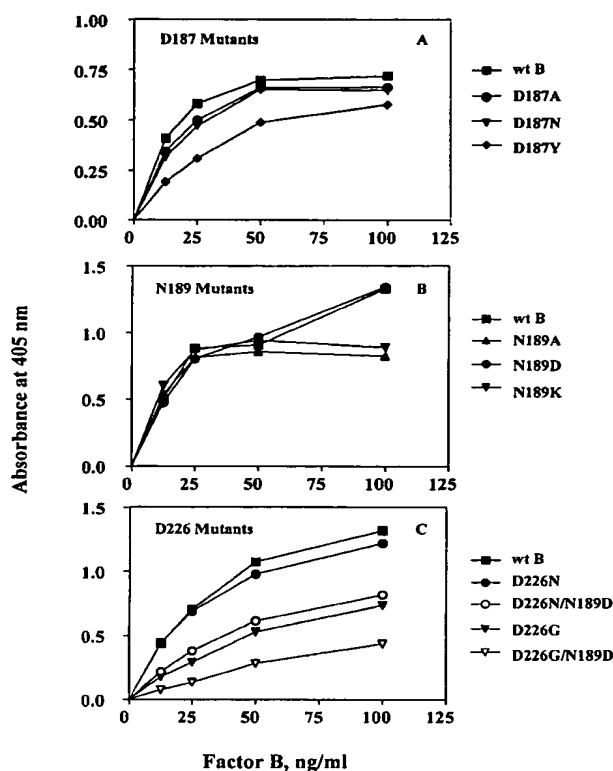 D187 Mutants A
1.00
0.75
0.50
0.25
0.00
0 25 50 75 100 125
wt B
D187A
D187N
D187Y
N189 Mutants B
1.5
1.0
0.5
0.0
0 25 50 75 100 125
wt B
N189A
N189D
N189K
D226 Mutants C
1.5
1.0
0.5
0.0
0 25 50 75 100 125
wt B
D226N
D226N/N189D
D226G
D226G/N189D
Absorbance at 405 nm
Factor B, ng/ml